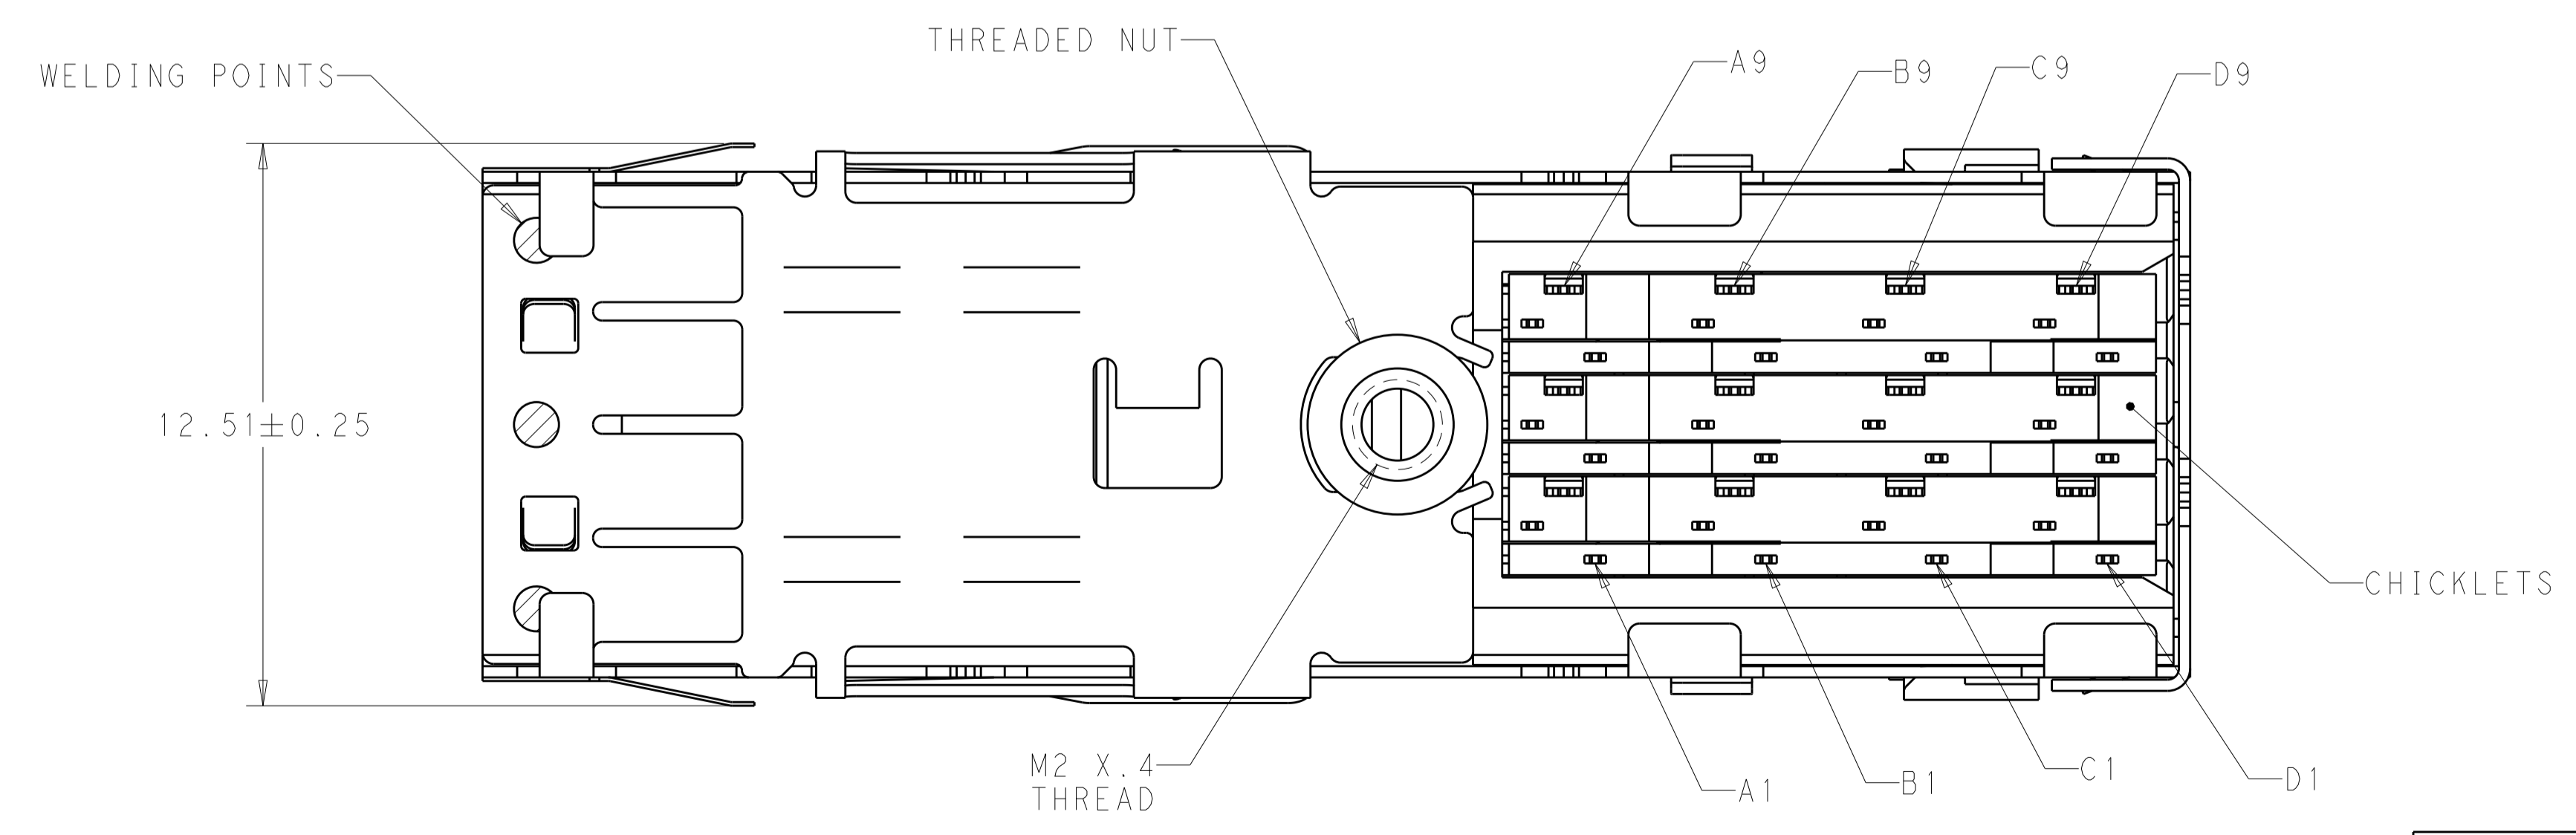 THREADED NUT
WELDING POINTS
A9
B9
C9
D9
12.51±0.25
CHICKLETS
M2 X.4
THREAD
A1
B1
C1
D1